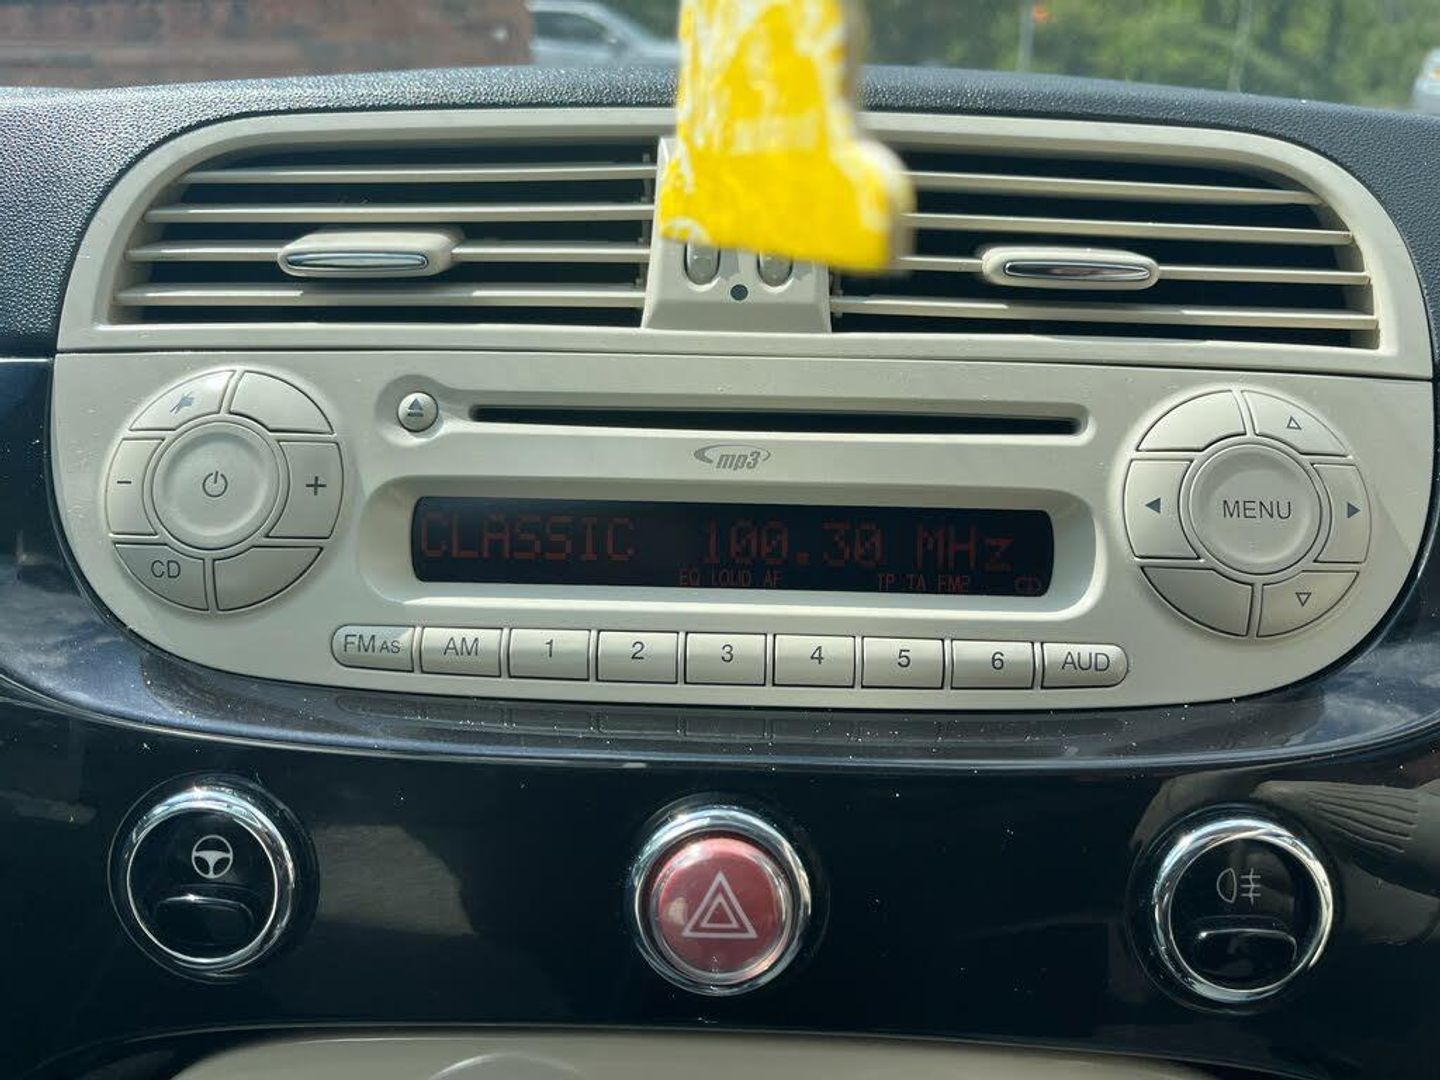 mp3
CD
MENU
CLASSIC 100.30 MHz
EQ LOUD AF TP TA FMP CD
FM AS AM 1 2 3 4 5 6 AUD